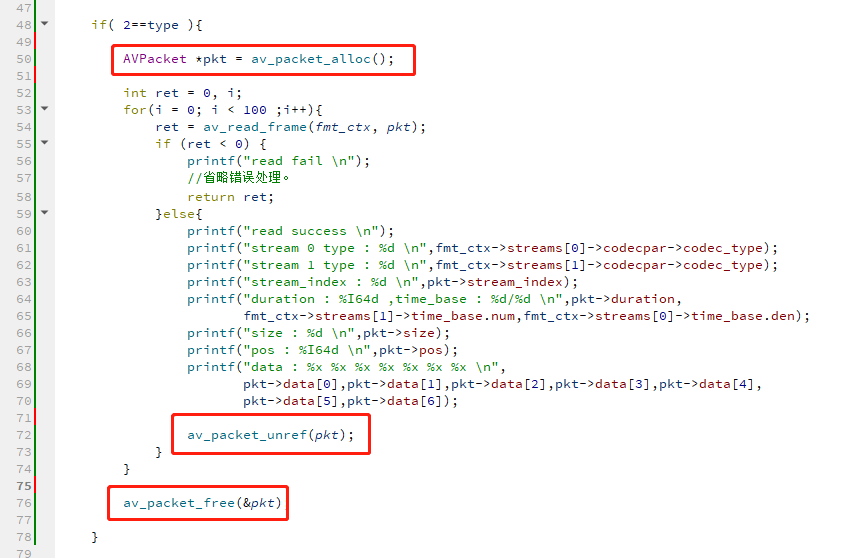 47
48 if( 2==type ){
49
50 AVPacket *pkt = av_packet_alloc();
51
52 int ret = 0, i;
53 for(i = 0; i < 100 ;i++){
54 ret = av_read_frame(fmt_ctx, pkt);
55 if (ret < 0) {
56 printf("read fail \n");
57 //省略错误处理。
58 return ret;
59 }else{
60 printf("read success \n");
61 printf("stream 0 type : %d \n",fmt_ctx->streams[0]->codecpar->codec_type);
62 printf("stream 1 type : %d \n",fmt_ctx->streams[1]->codecpar->codec_type);
63 printf("stream_index : %d \n",pkt->stream_index);
64 printf("duration : %I64d ,time_base : %d/%d \n",pkt->duration,
65 fmt_ctx->streams[1]->time_base.num,fmt_ctx->streams[0]->time_base.den);
66 printf("size : %d \n",pkt->size);
67 printf("pos : %I64d \n",pkt->pos);
68 printf("data : %x %x %x %x %x %x %x \n",
69 pkt->data[0],pkt->data[1],pkt->data[2],pkt->data[3],pkt->data[4],
70 pkt->data[5],pkt->data[6]);
71
72 av_packet_unref(pkt);
73 }
74 }
75
76 av_packet_free(&pkt)
77
78 }
79